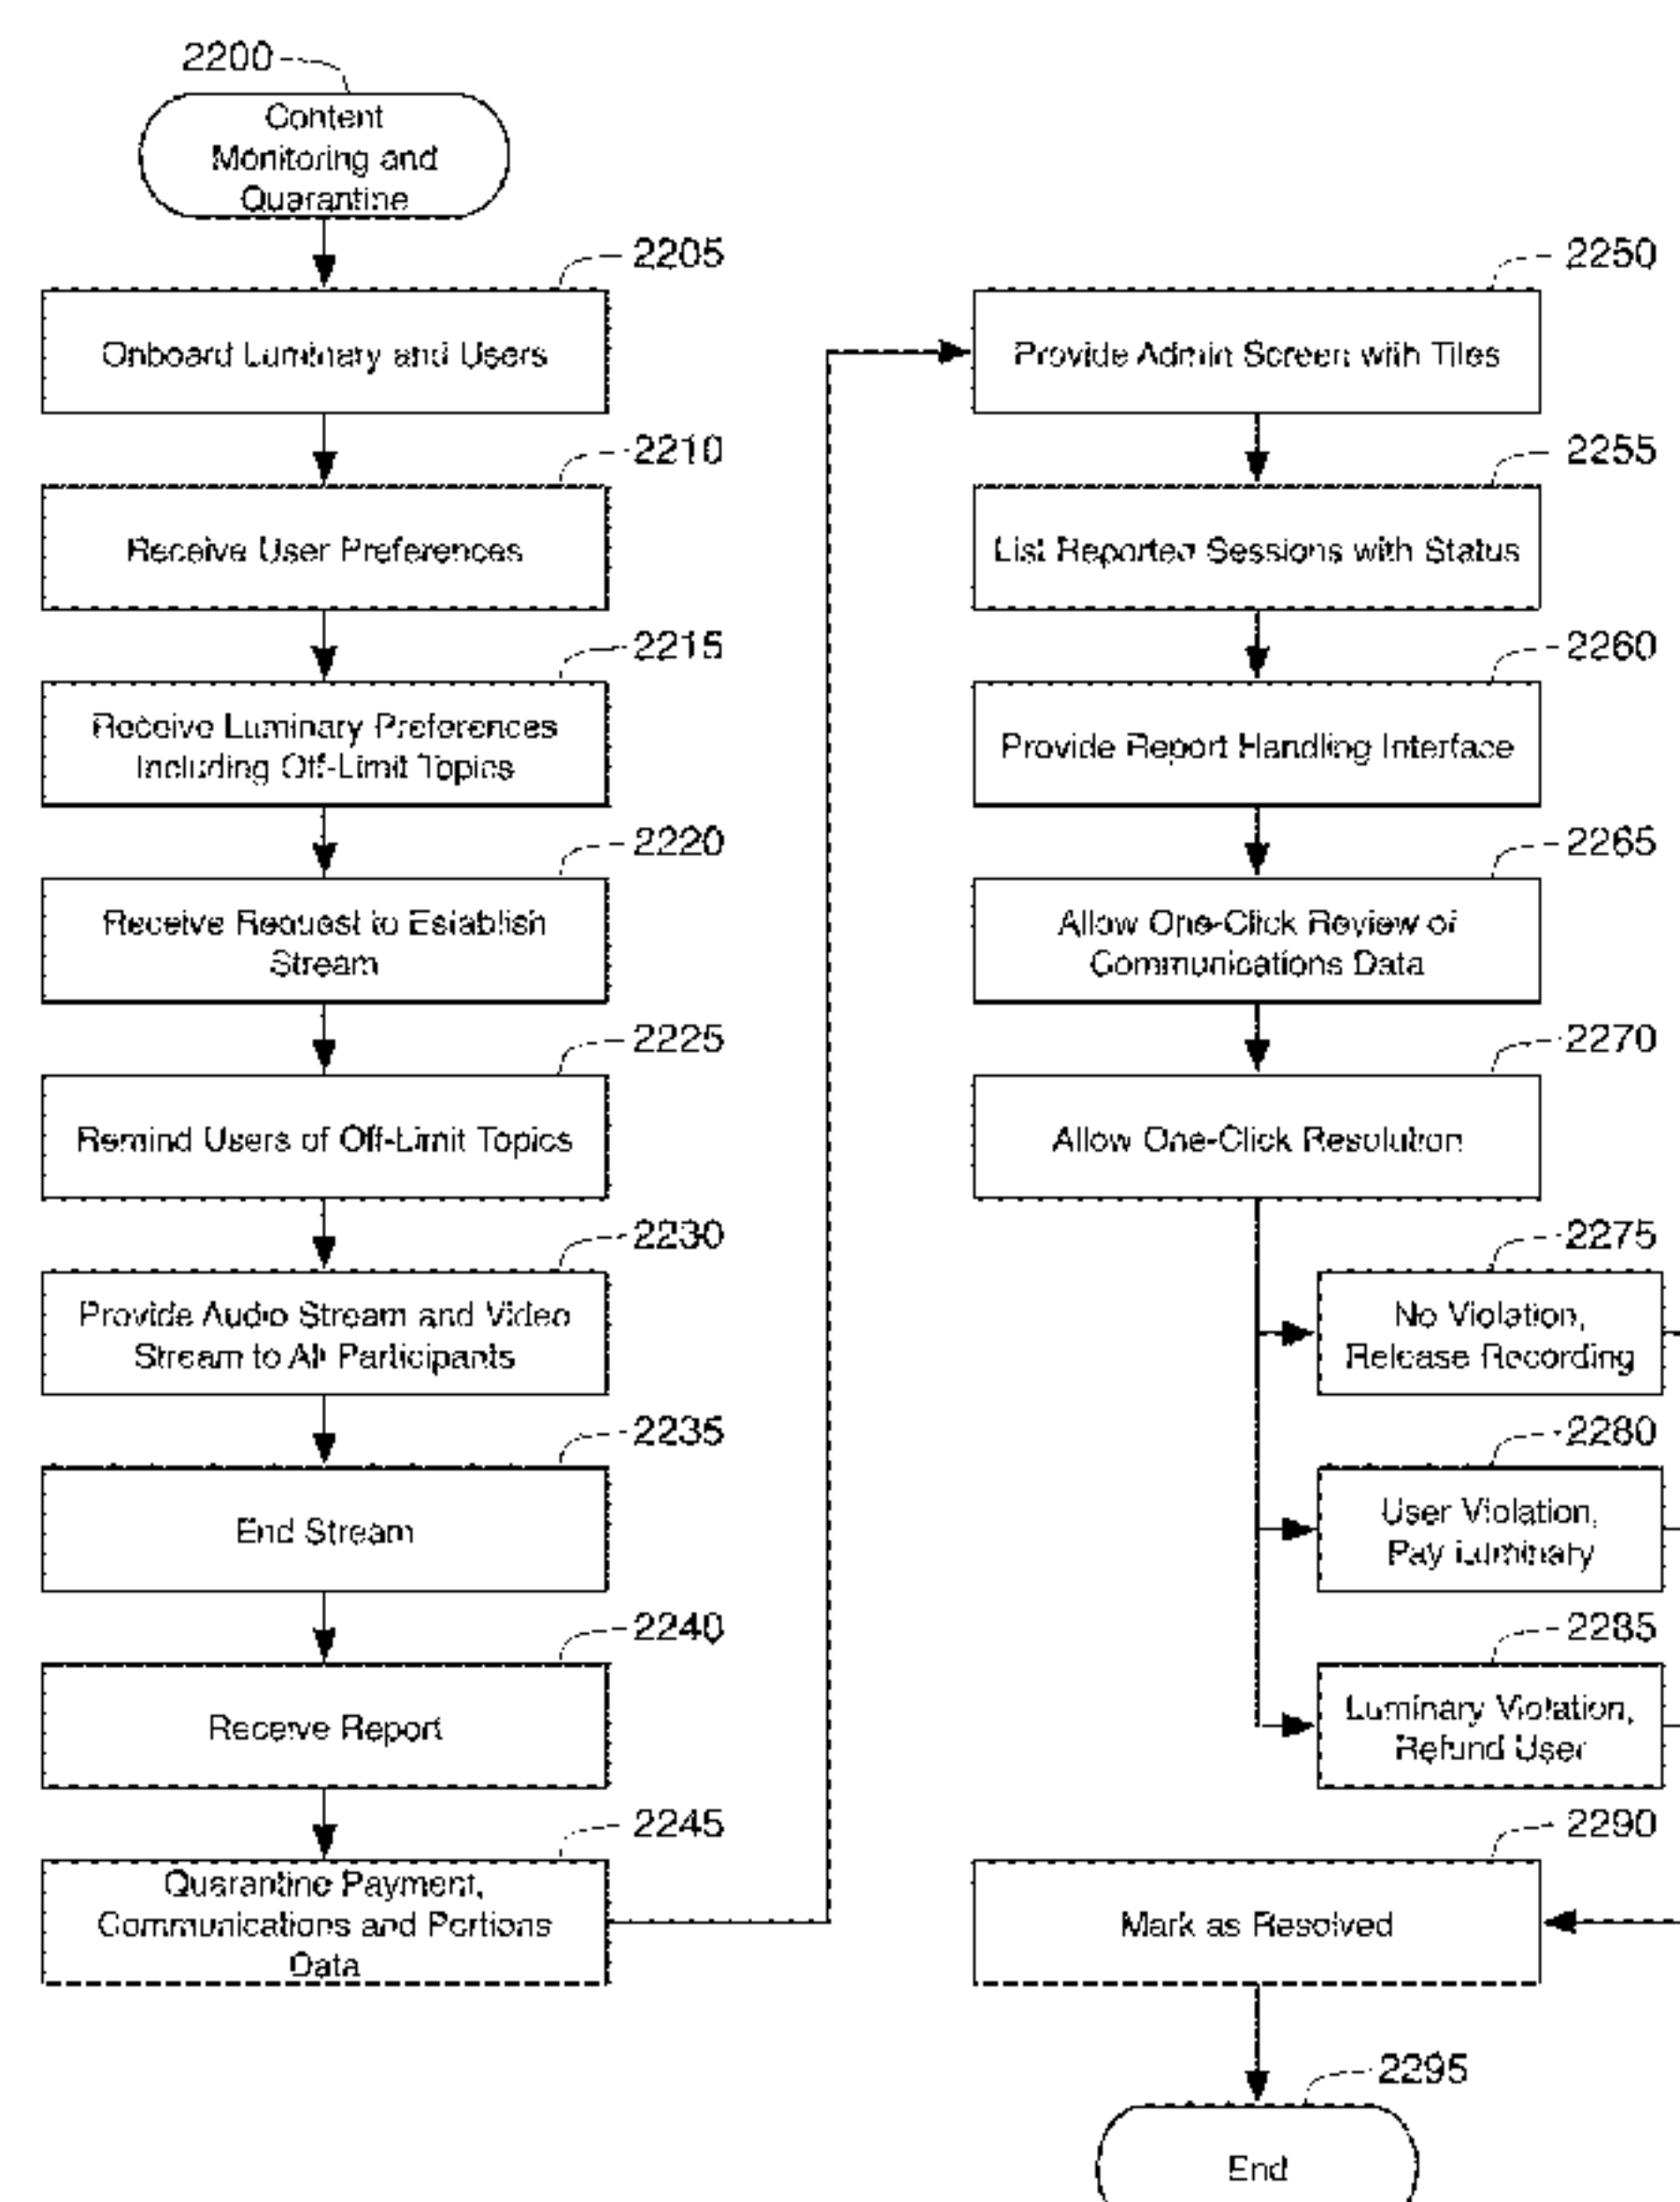 2200
Content
Monitoring and
Quarantine
2205
Onboard Luminary and Users
2210
Receive User Preferences
2215
Receive Luminary Preferences
Including Off-Limit Topics
2220
Receive Request to Establish
Stream
2225
Remind Users of Off-Limit Topics
2230
Provide Audio Stream and Video
Stream to All Participants
2235
End Stream
2240
Receive Report
2245
Quarantine Payment,
Communications and Portions
Data
2250
Provide Admin Screen with Tiles
2255
List Reported Sessions with Status
2260
Provide Report Handling Interface
2265
Allow One-Click Review of
Communications Data
2270
Allow One-Click Resolution
2275
No Violation,
Release Recording
2280
User Violation,
Pay Luminary
2285
Luminary Violation,
Refund User
2290
Mark as Resolved
2295
End